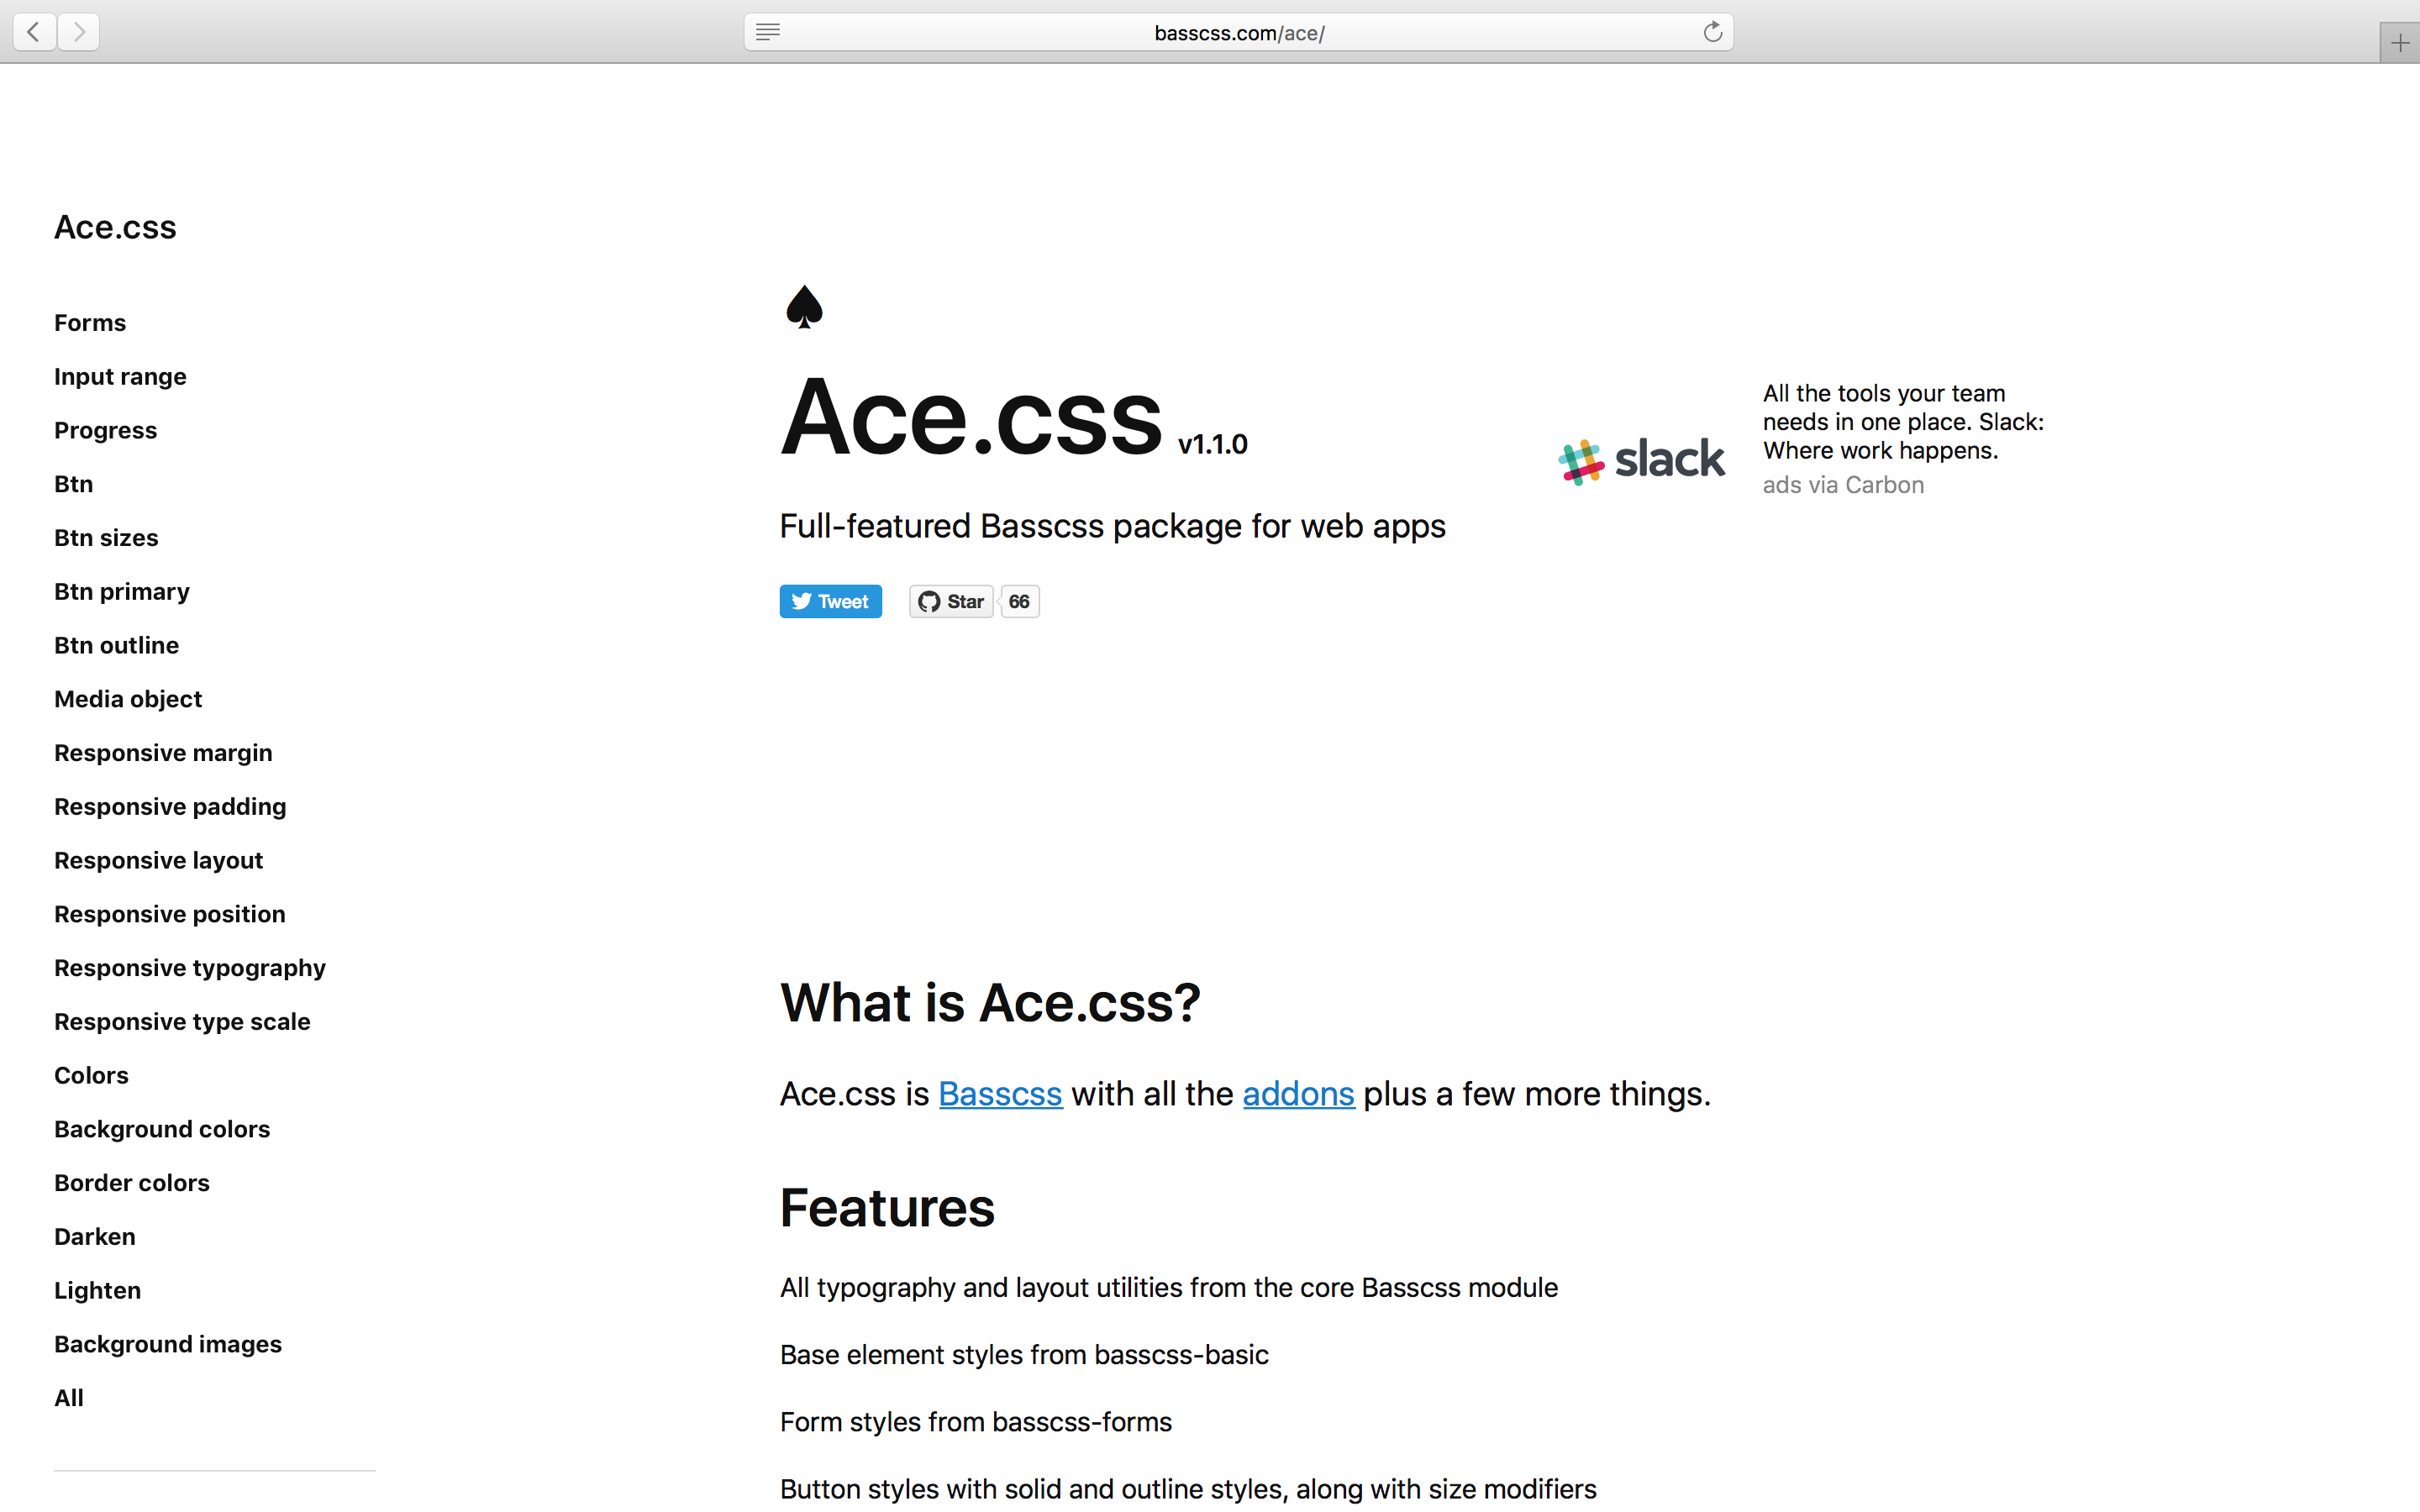 basscss.com/ace/
Ace.css
Forms
Input range
Progress
Btn
Btn sizes
Btn primary
Btn outline
Media object
Responsive margin
Responsive padding
Responsive layout
Responsive position
Responsive typography
Responsive type scale
Colors
Background colors
Border colors
Darken
Lighten
Background images
All
Ace.css v1.1.0
Full-featured Basscss package for web apps
Tweet
Star 66
slack
All the tools your team
needs in one place. Slack:
Where work happens.
ads via Carbon
What is Ace.css?
Ace.css is Basscss with all the addons plus a few more things.
Features
All typography and layout utilities from the core Basscss module
Base element styles from basscss-basic
Form styles from basscss-forms
Button styles with solid and outline styles, along with size modifiers